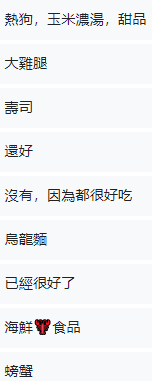 熱狗，玉米濃湯，甜品
大雞腿
壽司
還好
沒有，因為都很好吃
烏龍麵
已經很好了
海鮮🦞食品
螃蟹